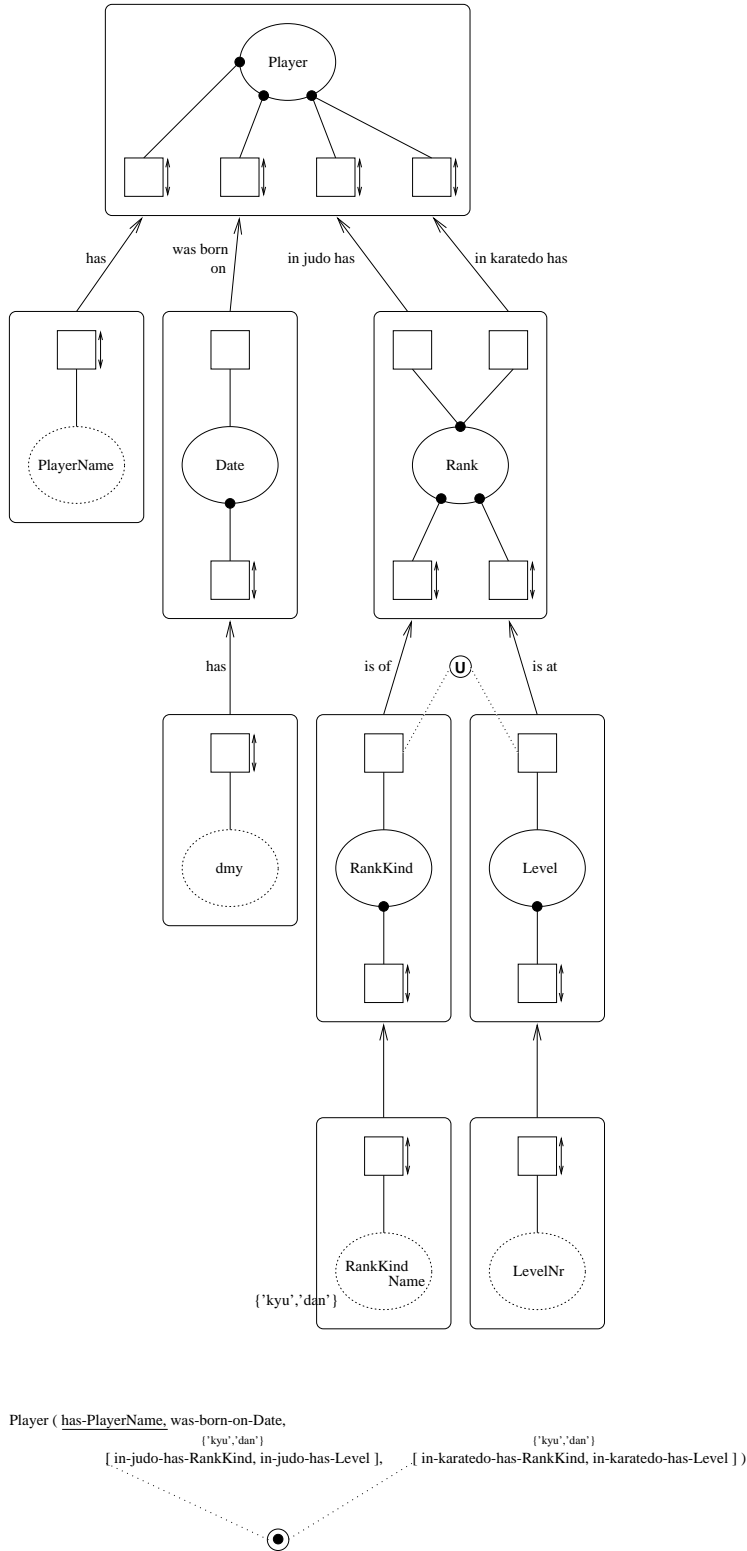 Player
has
was born
on
in judo has
in karatedo has
PlayerName
Date
Rank
has
is of
U
is at
dmy
RankKind
Level
RankKind
Name
LevelNr
{'kyu','dan'}
Player ( has-PlayerName, was-born-on-Date,
{'kyu','dan'} {'kyu','dan'}
[ in-judo-has-RankKind, in-judo-has-Level ], [ in-karatedo-has-RankKind, in-karatedo-has-Level ] )